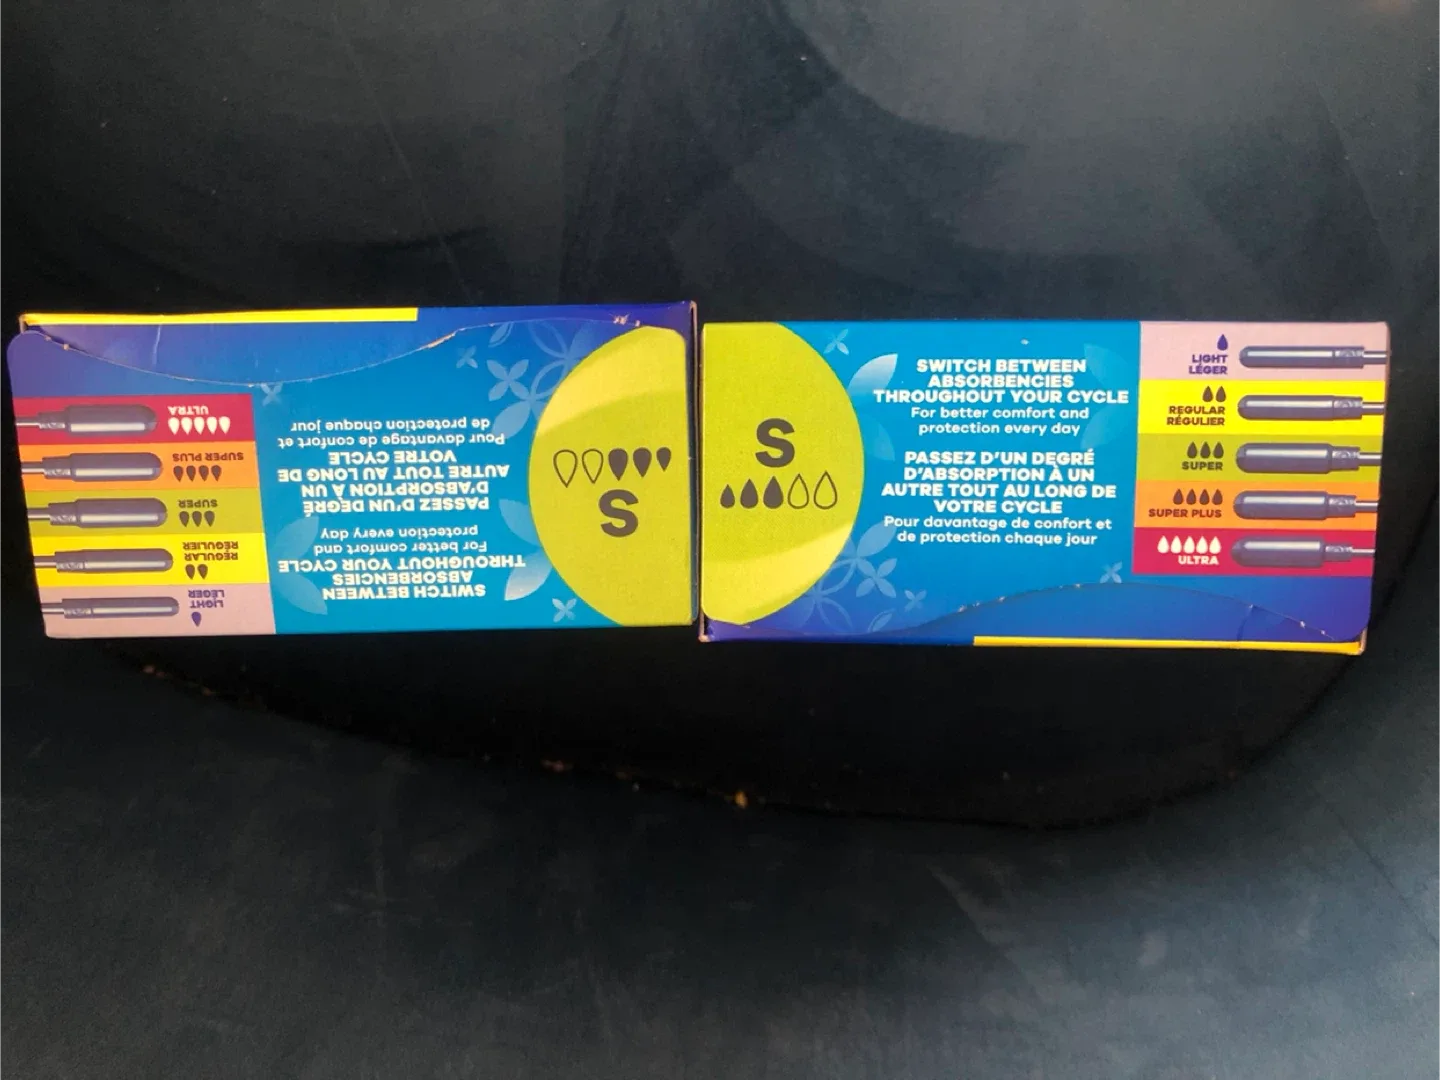 SWITCH BETWEEN
ABSORBENCIES
THROUGHOUT YOUR CYCLE
For better comfort and
protection every day
PASSEZ D'UN DEGRÉ
D'ABSORPTION À UN
AUTRE TOUT AU LONG DE
VOTRE CYCLE
Pour davantage de confort et
de protection chaque jour
S
LIGHT
LÉGER
REGULAR
RÉGULIER
SUPER
SUPER PLUS
ULTRA
S
SWITCH BETWEEN
ABSORBENCIES
THROUGHOUT YOUR CYCLE
For better comfort and
protection every day
PASSEZ D'UN DEGRÉ
D'ABSORPTION À UN
AUTRE TOUT AU LONG DE
VOTRE CYCLE
Pour davantage de confort et
de protection chaque jour
LIGHT
LÉGER
REGULAR
RÉGULIER
SUPER
SUPER PLUS
ULTRA